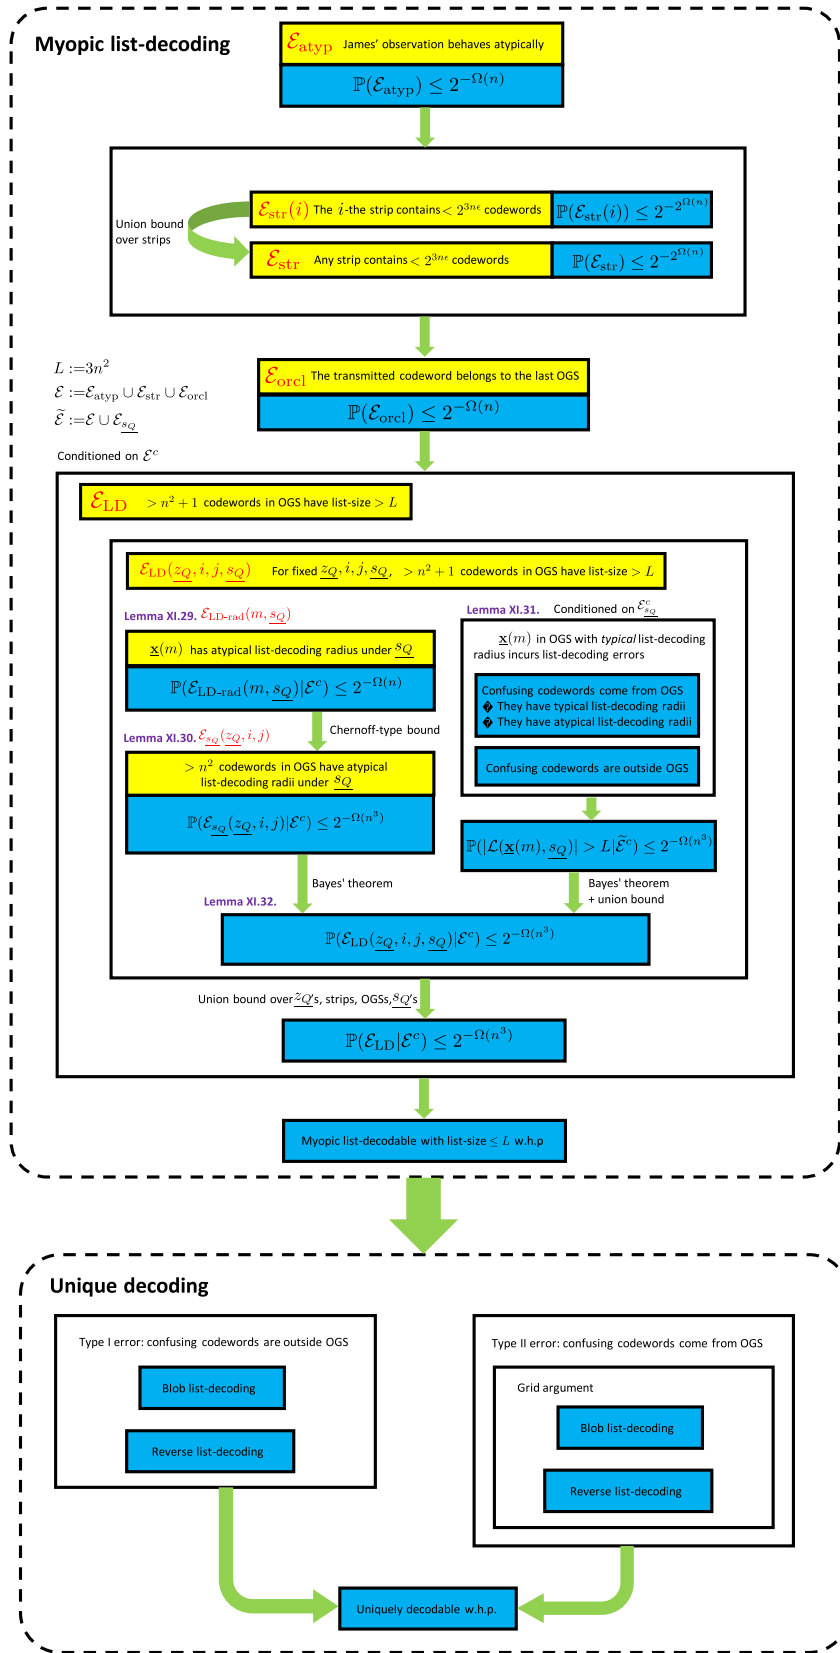 Myopic list-decoding
ℰ_atyp James' observation behaves atypically
ℙ(ℰ_atyp) ≤ 2^{-Ω(n)}
Union bound
over strips
ℰ_str(i) The i-the strip contains < 2^{3nϵ} codewords
ℙ(ℰ_str(i)) ≤ 2^{-2^{Ω(n)}}
ℰ_str Any strip contains < 2^{3nϵ} codewords
ℙ(ℰ_str) ≤ 2^{-2^{Ω(n)}}
L :=3n^2
ℰ :=ℰ_atyp ∪ ℰ_str ∪ ℰ_orcl
ℰ̃ :=ℰ ∪ ℰ_{s_Q}
ℰ_orcl The transmitted codeword belongs to the last OGS
ℙ(ℰ_orcl) ≤ 2^{-Ω(n)}
Conditioned on ℰ^c
ℰ_LD > n^2 + 1 codewords in OGS have list-size > L
ℰ_LD(z_Q, i, j, s_Q) For fixed z_Q, i, j, s_Q, > n^2 + 1 codewords in OGS have list-size > L
Lemma XI.29. ℰ_LD-rad(m, s_Q)
x(m) has atypical list-decoding radius under s_Q
ℙ(ℰ_LD-rad(m, s_Q)|ℰ^c) ≤ 2^{-Ω(n)}
Chernoff-type bound
Lemma XI.30. ℰ_{s_Q}(z_Q, i, j)
> n^2 codewords in OGS have atypical
list-decoding radii under s_Q
ℙ(ℰ_{s_Q}(z_Q, i, j)|ℰ^c) ≤ 2^{-Ω(n^3)}
Bayes' theorem
Lemma XI.31. Conditioned on ℰ^c_{s_Q}
x(m) in OGS with typical list-decoding
radius incurs list-decoding errors
Confusing codewords come from OGS
� They have typical list-decoding radii
� They have atypical list-decoding radii
Confusing codewords are outside OGS
ℙ(|ℒ(x(m), s_Q)| > L|ℰ̃^c) ≤ 2^{-Ω(n^3)}
Bayes' theorem
+ union bound
Lemma XI.32.
ℙ(ℰ_LD(z_Q, i, j, s_Q)|ℰ^c) ≤ 2^{-Ω(n^3)}
Union bound over z_Q's, strips, OGSs, s_Q's
ℙ(ℰ_LD|ℰ^c) ≤ 2^{-Ω(n^3)}
Myopic list-decodable with list-size ≤ L w.h.p
Unique decoding
Type I error: confusing codewords are outside OGS
Blob list-decoding
Reverse list-decoding
Type II error: confusing codewords come from OGS
Grid argument
Blob list-decoding
Reverse list-decoding
Uniquely decodable w.h.p.